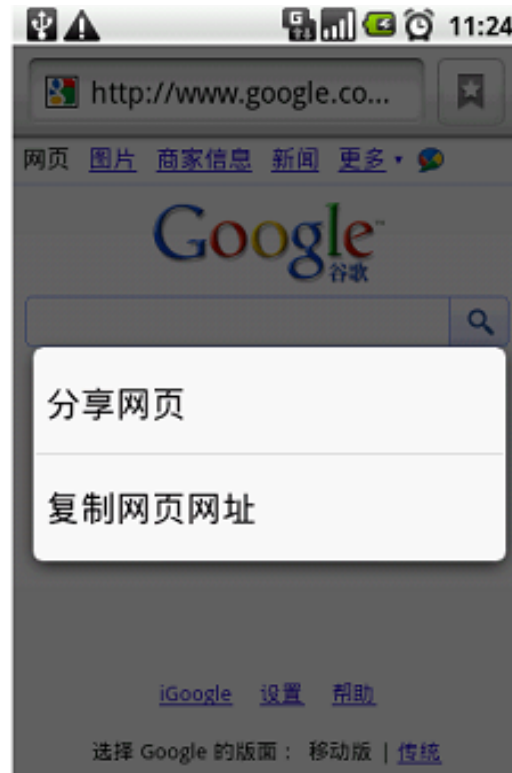 11:24
http://www.google.co...
网页 图片 商家信息 新闻 更多
Google
谷歌
分享网页
复制网页网址
iGoogle 设置 帮助
选择 Google 的版面： 移动版 | 传统